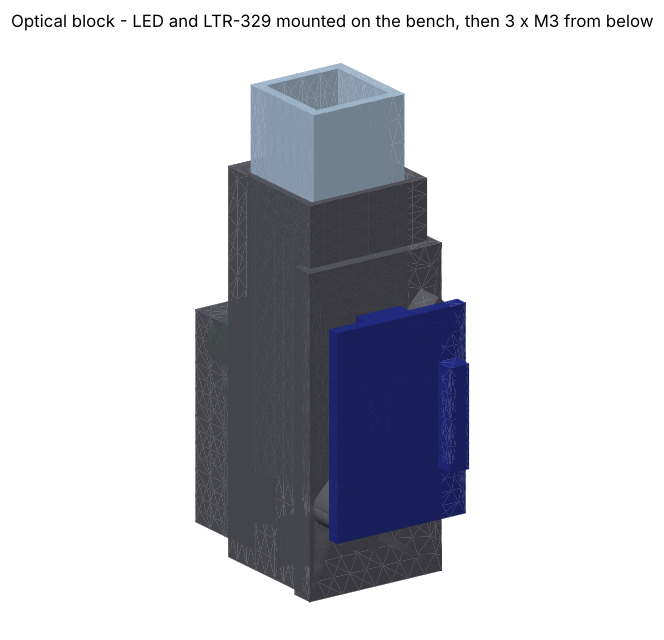 Optical block - LED and LTR-329 mounted on the bench, then 3 x M3 from below